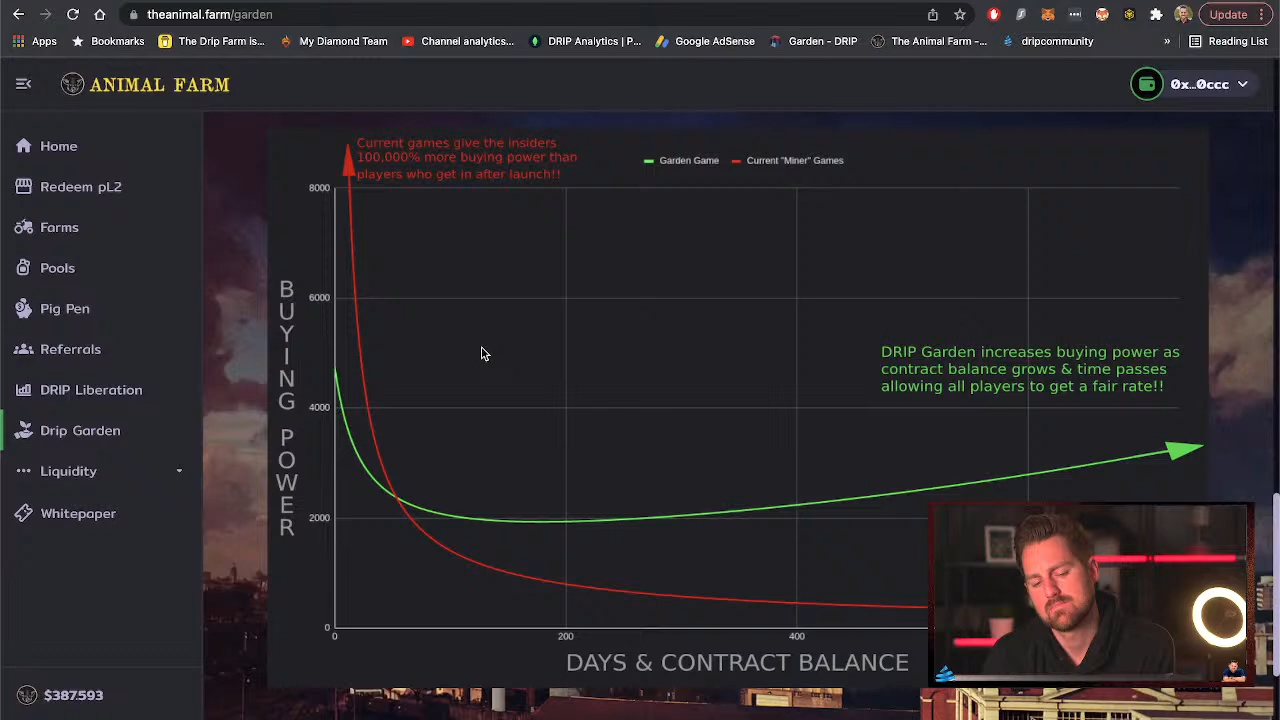 theanimal.farm/garden
Update
Apps
Bookmarks
The Drip Farm is...
My Diamond Team
Channel analytics...
DRIP Analytics | P...
Google AdSense
Garden - DRIP
The Animal Farm -...
dripcommunity
»
Reading List
ANIMAL FARM
0x..0ccc
Home
Redeem pL2
Farms
Pools
Pig Pen
Referrals
DRIP Liberation
Drip Garden
Liquidity
Whitepaper
$387593
Current games give the insiders
100,000% more buying power than
players who get in after launch!!
Garden Game
Current "Miner" Games
8000
6000
4000
2000
0
BUYING POWER
DRIP Garden increases buying power as
contract balance grows & time passes
allowing all players to get a fair rate!!
0
200
400
DAYS & CONTRACT BALANCE